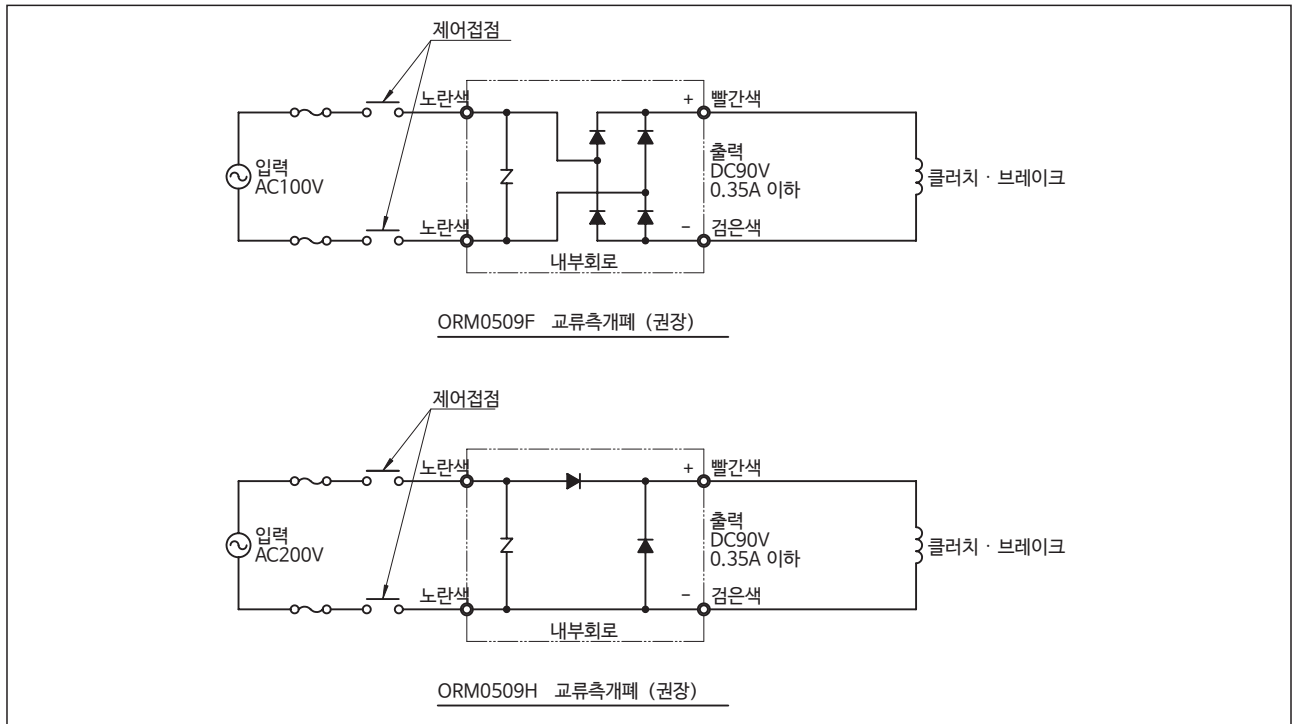 제어접점
노란색
+ 빨간색
입력
AC100V
출력
DC90V
0.35A 이하
클러치 · 브레이크
노란색
- 검은색
내부회로
ORM0509F 교류측개폐 (권장)
제어접점
노란색
+ 빨간색
입력
AC200V
출력
DC90V
0.35A 이하
클러치 · 브레이크
노란색
- 검은색
내부회로
ORM0509H 교류측개폐 (권장)